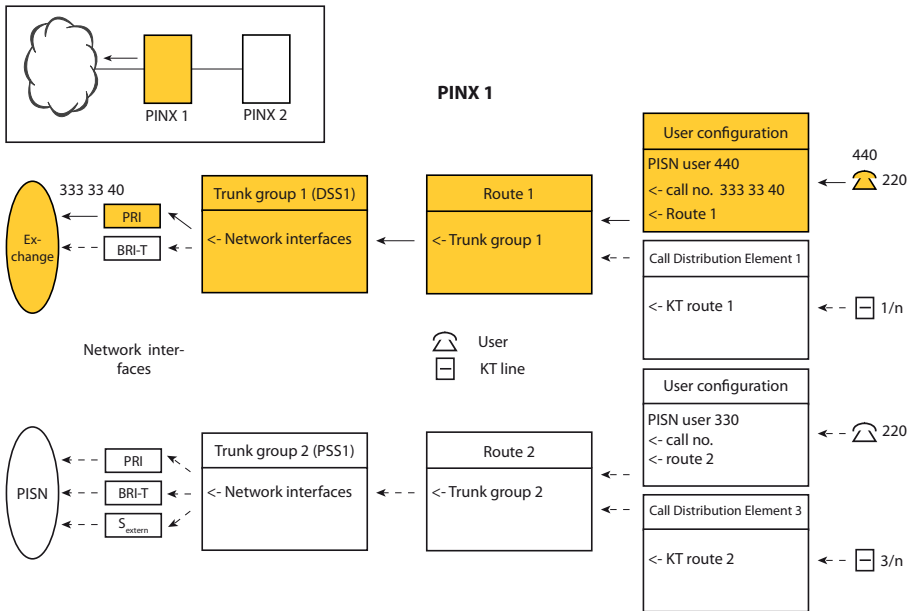 PINX 1
PINX 2
PINX 1
User configuration
PISN user 440
<- call no. 333 33 40
<- Route 1
440
220
333 33 40
Ex-
change
PRI
BRI-T
Trunk group 1 (DSS1)
<- Network interfaces
Route 1
<- Trunk group 1
Call Distribution Element 1
<- KT route 1
1/n
Network inter-
faces
User
KT line
User configuration
PISN user 330
<- call no.
<- route 2
220
PISN
PRI
BRI-T
Sextern
Trunk group 2 (PSS1)
<- Network interfaces
Route 2
<- Trunk group 2
Call Distribution Element 3
<- KT route 2
3/n